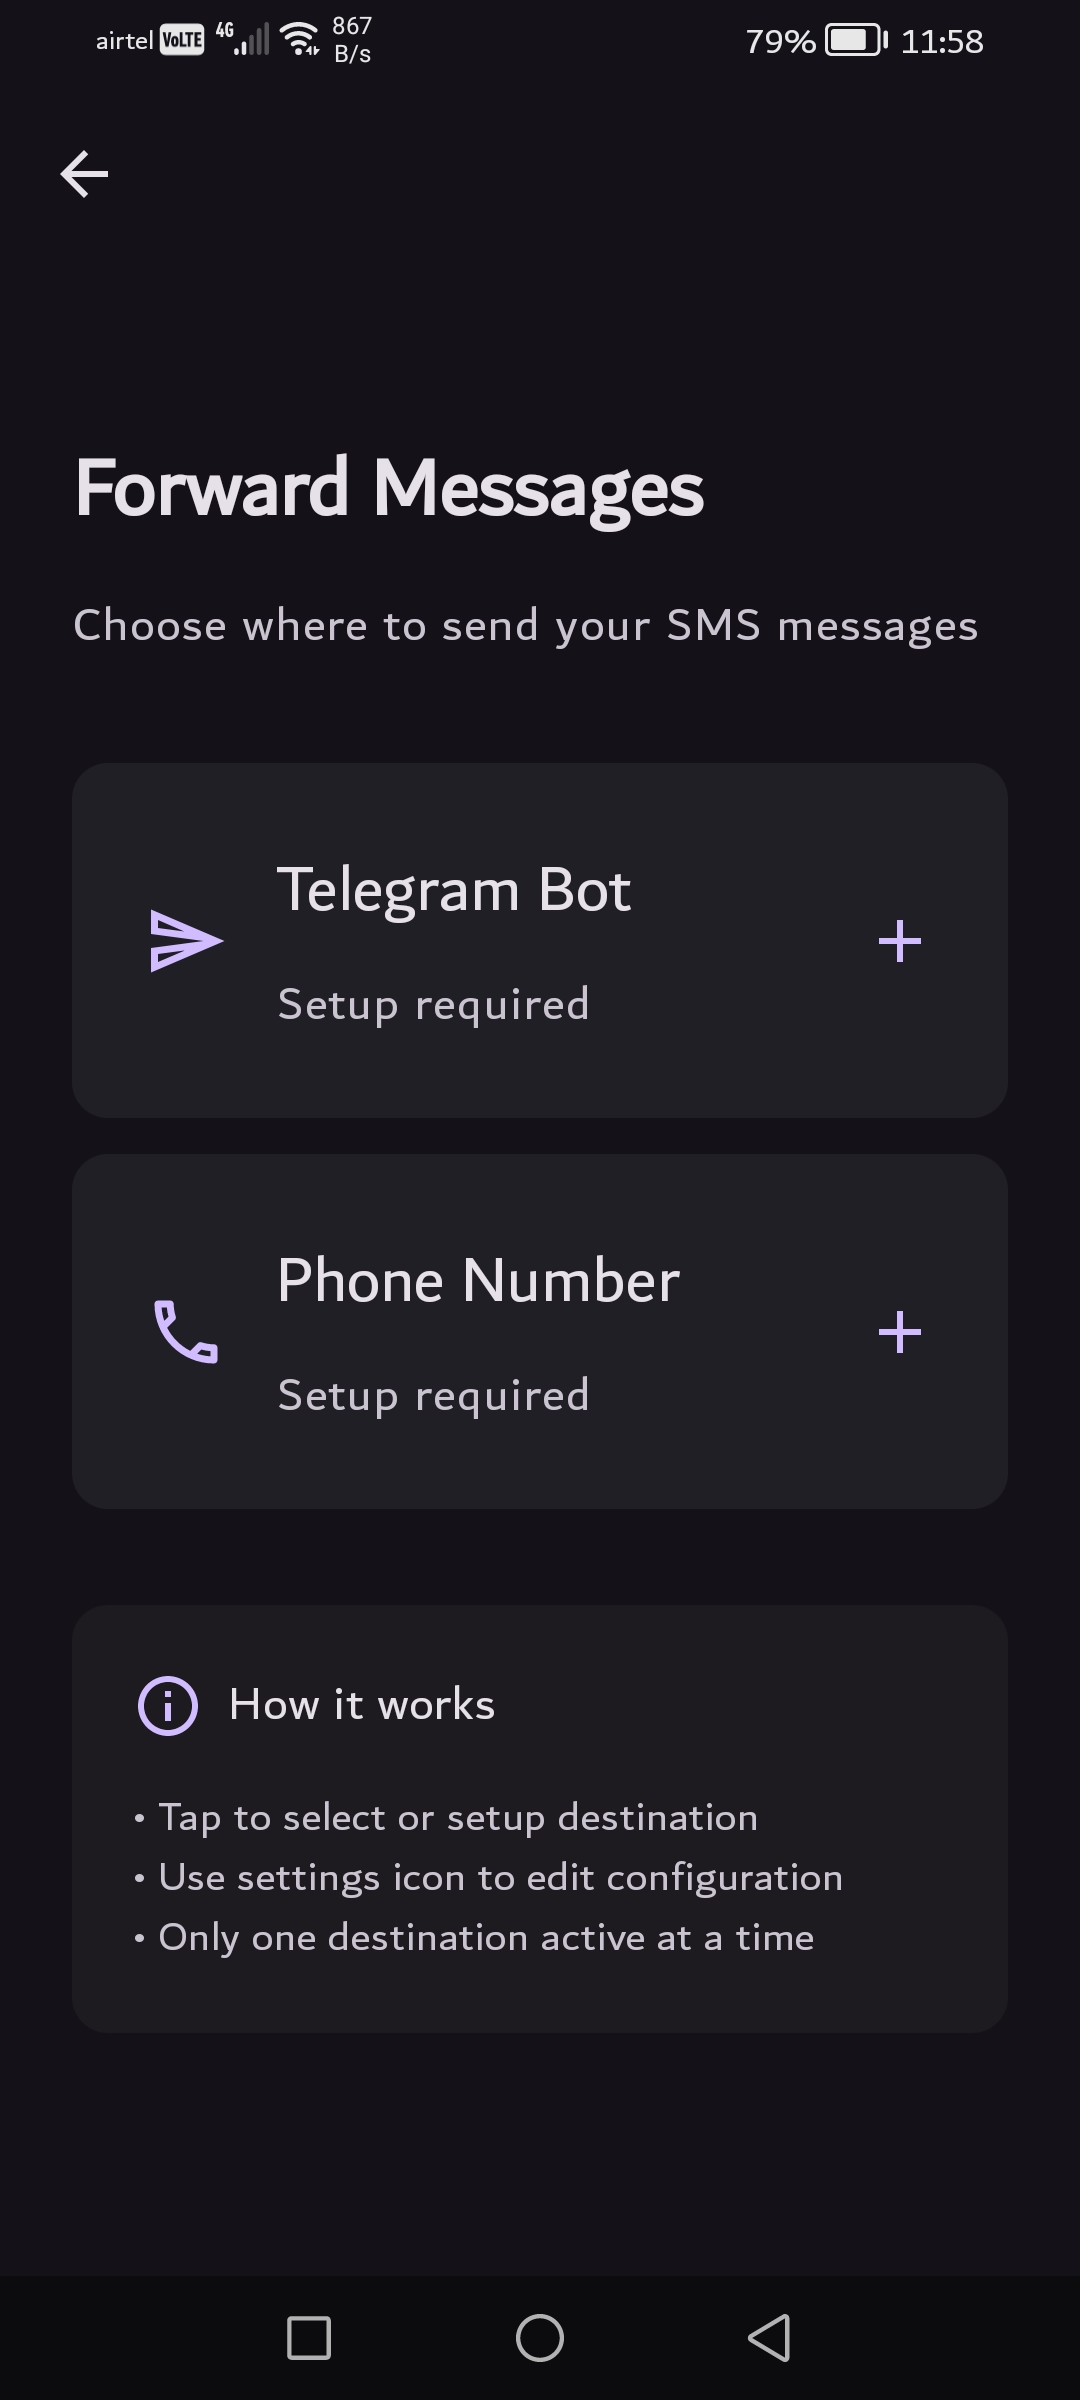 airtel VoLTE 4G 867 B/s 79% 11:58
Forward Messages
Choose where to send your SMS messages
Telegram Bot
Setup required
Phone Number
Setup required
How it works
• Tap to select or setup destination
• Use settings icon to edit configuration
• Only one destination active at a time